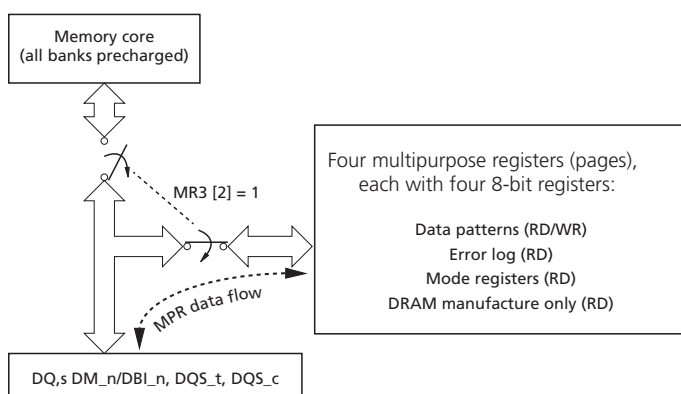 Memory core
(all banks precharged)
Four multipurpose registers (pages),
each with four 8-bit registers:
Data patterns (RD/WR)
Error log (RD)
Mode registers (RD)
DRAM manufacture only (RD)
MR3 [2] = 1
MPR data flow
DQ,s DM_n/DBI_n, DQS_t, DQS_c